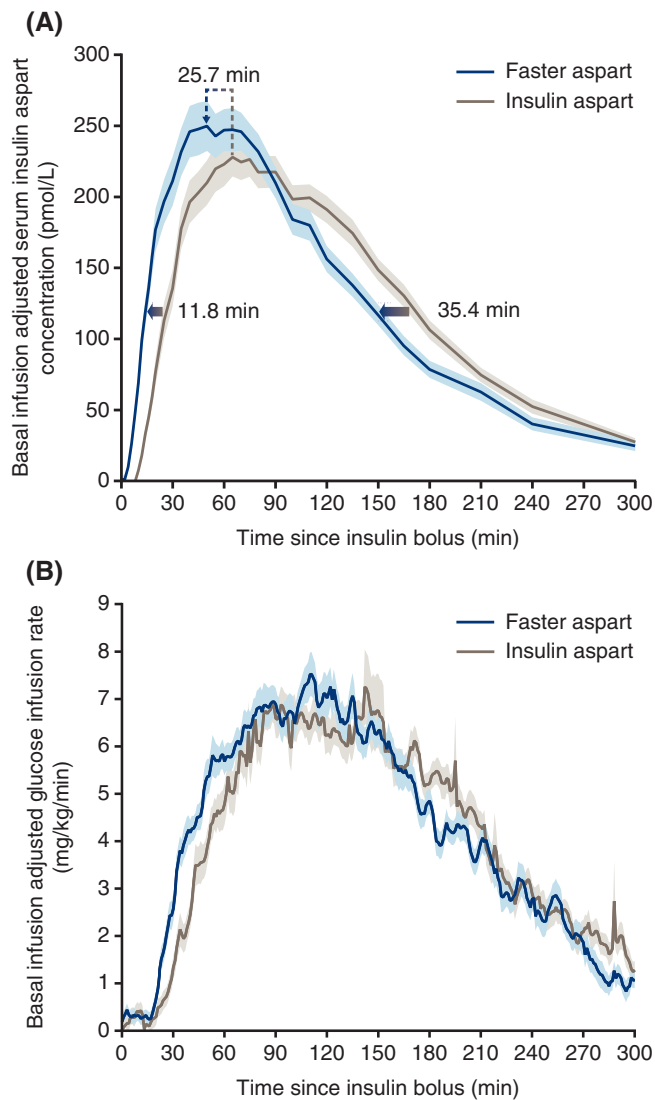 (A)
Basal infusion adjusted serum insulin aspart
concentration (pmol/L)
300
250
200
150
100
50
0
25.7 min
Faster aspart
Insulin aspart
11.8 min
35.4 min
0 30 60 90 120 150 180 210 240 270 300
Time since insulin bolus (min)
(B)
Basal infusion adjusted glucose infusion rate
(mg/kg/min)
9
8
7
6
5
4
3
2
1
0
Faster aspart
Insulin aspart
0 30 60 90 120 150 180 210 240 270 300
Time since insulin bolus (min)